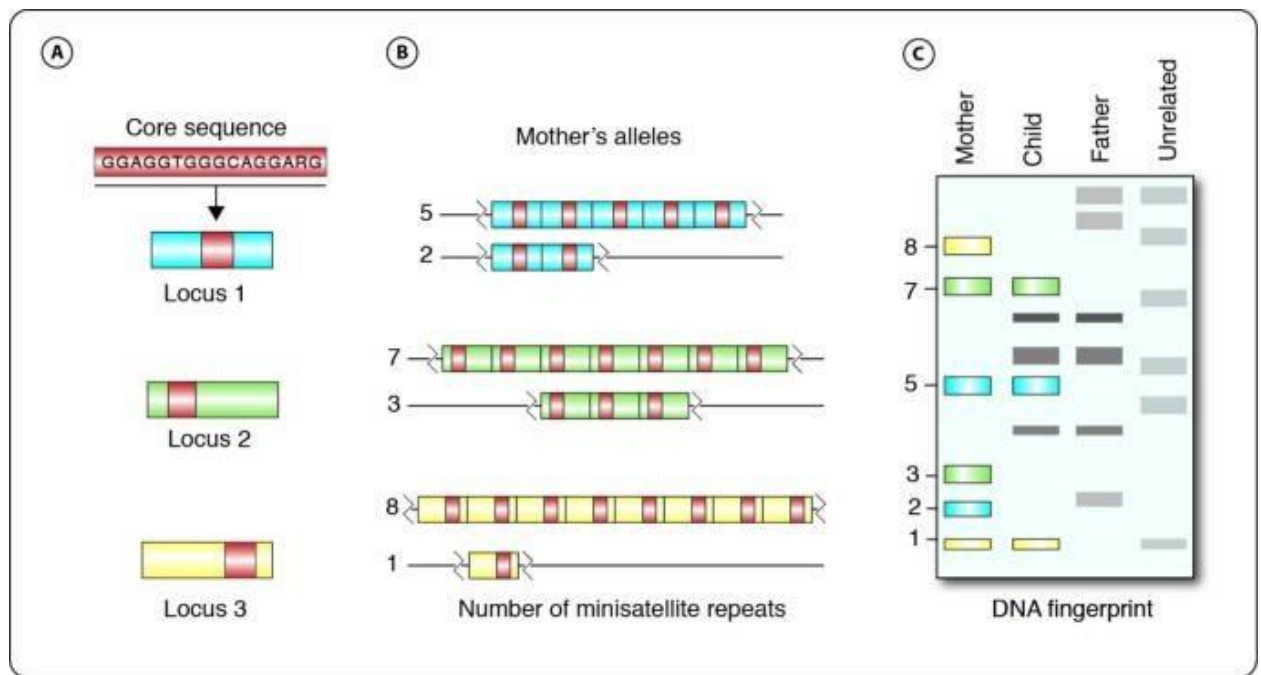 A
Core sequence
GGAGGTGGGCAGGARG
Locus 1
Locus 2
Locus 3
B
Mother's alleles
5
2
7
3
8
1
Number of minisatellite repeats
C
Mother
Child
Father
Unrelated
8
7
5
3
2
1
DNA fingerprint